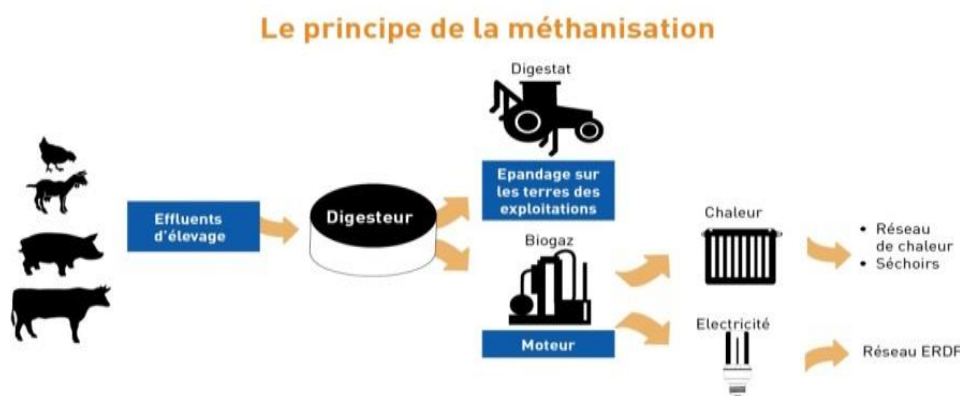 Le principe de la méthanisation
Digestat
Epandage sur
les terres des
exploitations
Effluents
d'élevage
Digesteur
Biogaz
Moteur
Chaleur
• Réseau
de chaleur
• Séchoirs
Electricité
Réseau ERDF